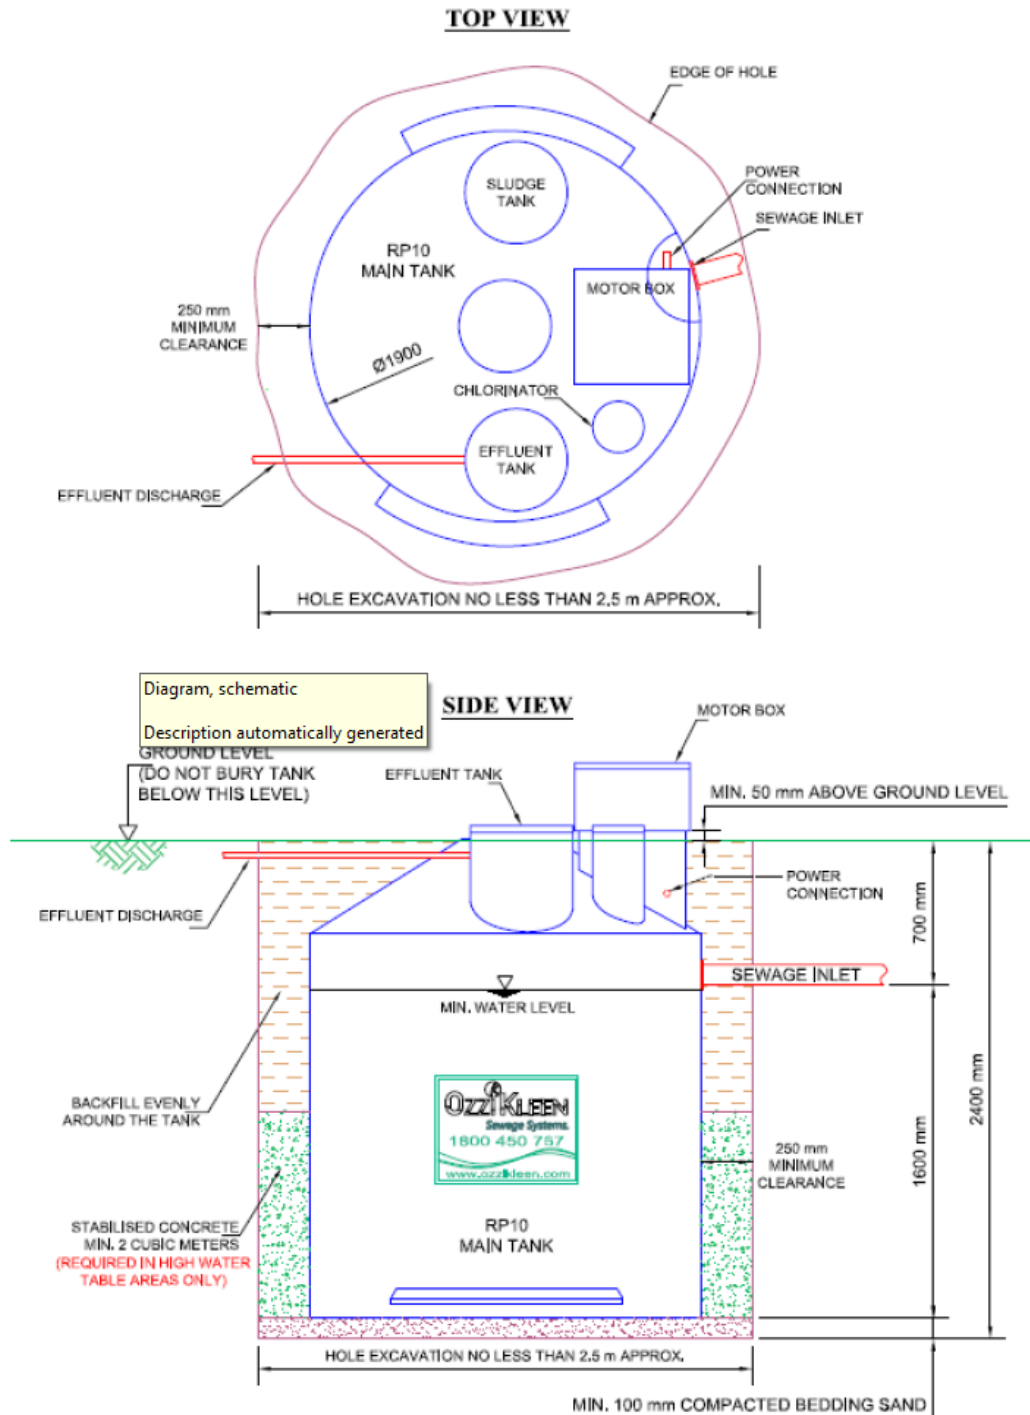 TOP VIEW
EDGE OF HOLE
POWER
CONNECTION
SEWAGE INLET
SLUDGE
TANK
RP10
MAIN TANK
MOTOR BOX
250 mm
MINIMUM
CLEARANCE
Ø1900
CHLORINATOR
EFFLUENT
TANK
EFFLUENT DISCHARGE
HOLE EXCAVATION NO LESS THAN 2.5 m APPROX.
Diagram, schematic
Description automatically generated
SIDE VIEW
MOTOR BOX
GROUND LEVEL
(DO NOT BURY TANK
BELOW THIS LEVEL)
EFFLUENT TANK
MIN. 50 mm ABOVE GROUND LEVEL
POWER
CONNECTION
EFFLUENT DISCHARGE
700 mm
SEWAGE INLET
MIN. WATER LEVEL
BACKFILL EVENLY
AROUND THE TANK
OZZI KLEEN
Sewage Systems.
1800 450 767
www.ozzikleen.com
2400 mm
1600 mm
250 mm
MINIMUM
CLEARANCE
STABILISED CONCRETE
MIN. 2 CUBIC METERS
(REQUIRED IN HIGH WATER
TABLE AREAS ONLY)
RP10
MAIN TANK
HOLE EXCAVATION NO LESS THAN 2.5 m APPROX.
MIN. 100 mm COMPACTED BEDDING SAND